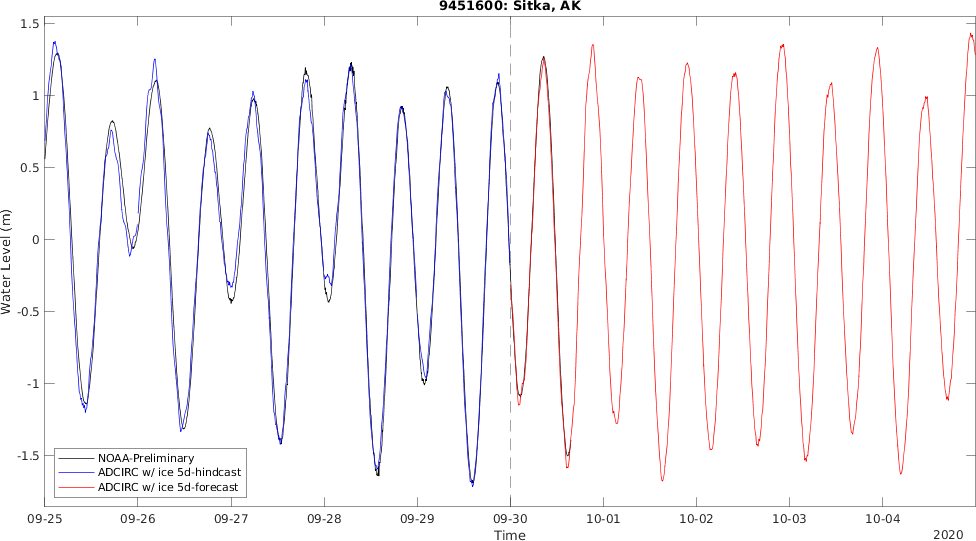 9451600: Sitka, AK
1.5
1
0.5
0
-0.5
-1
-1.5
Water Level (m)
NOAA-Preliminary
ADCIRC w/ ice 5d-hindcast
ADCIRC w/ ice 5d-forecast
09-25 09-26 09-27 09-28 09-29 09-30 10-01 10-02 10-03 10-04
Time
2020